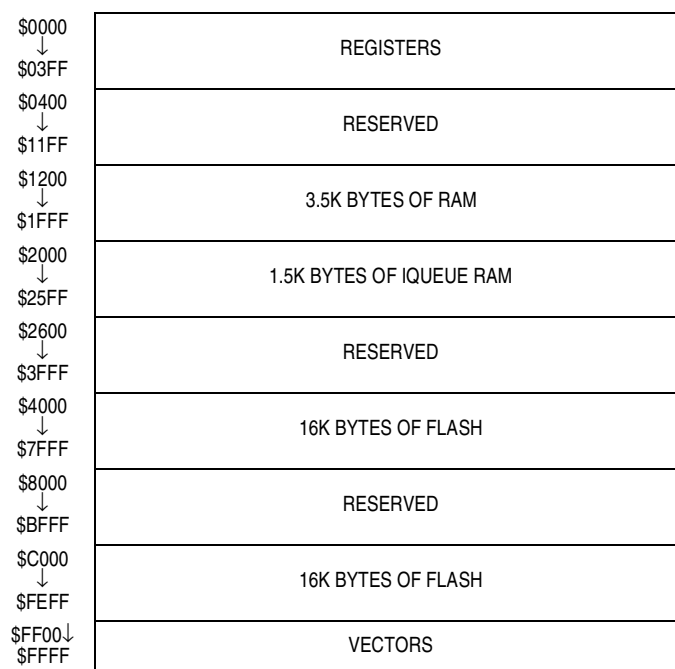 $0000
↓
$03FF
REGISTERS
$0400
↓
$11FF
RESERVED
$1200
↓
$1FFF
3.5K BYTES OF RAM
$2000
↓
$25FF
1.5K BYTES OF IQUEUE RAM
$2600
↓
$3FFF
RESERVED
$4000
↓
$7FFF
16K BYTES OF FLASH
$8000
↓
$BFFF
RESERVED
$C000
↓
$FEFF
16K BYTES OF FLASH
$FF00↓
$FFFF
VECTORS